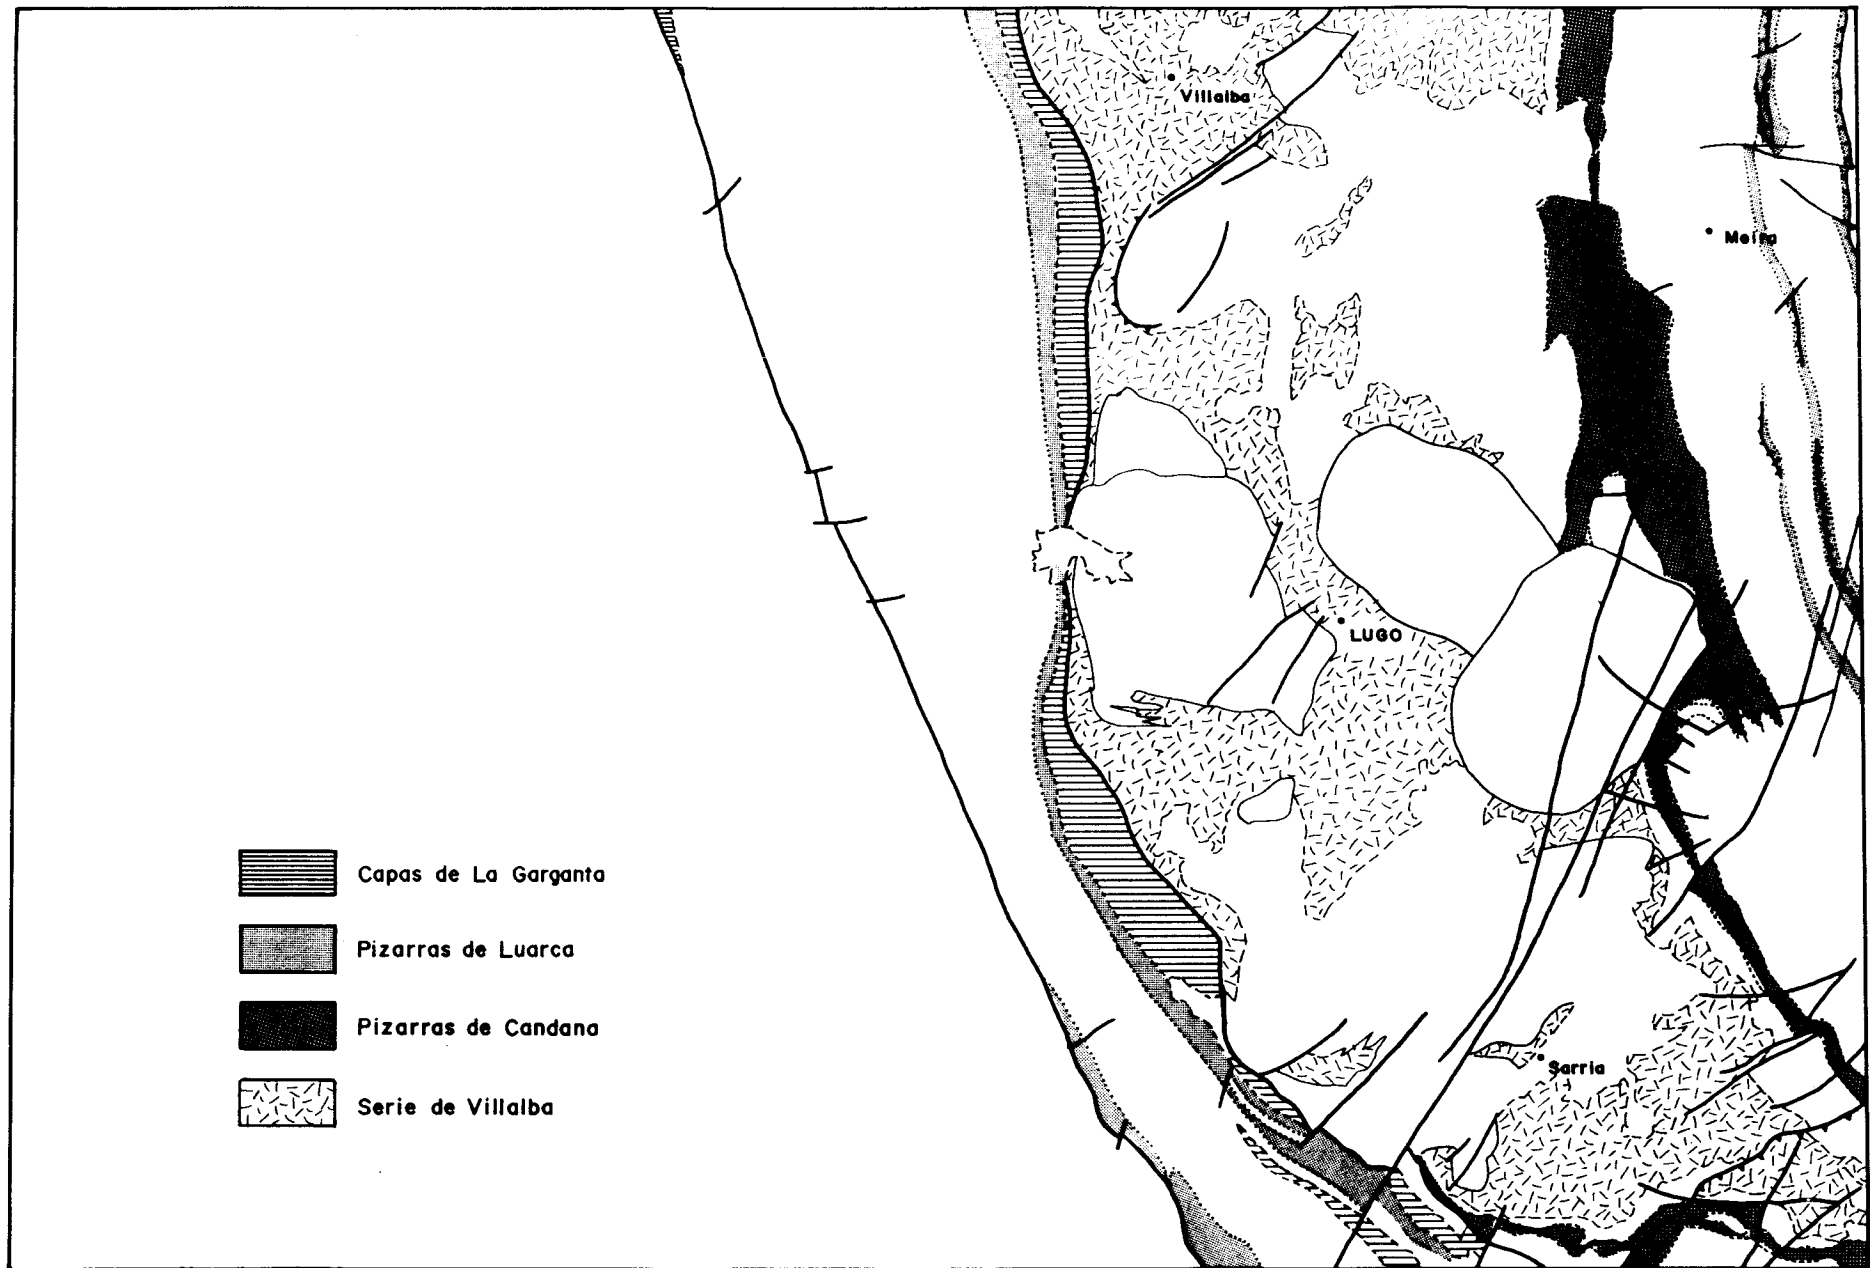 Villalba
Meira
LUGO
Capas de La Garganta
Pizarras de Luarca
Pizarras de Candana
Sarria
Serie de Villalba